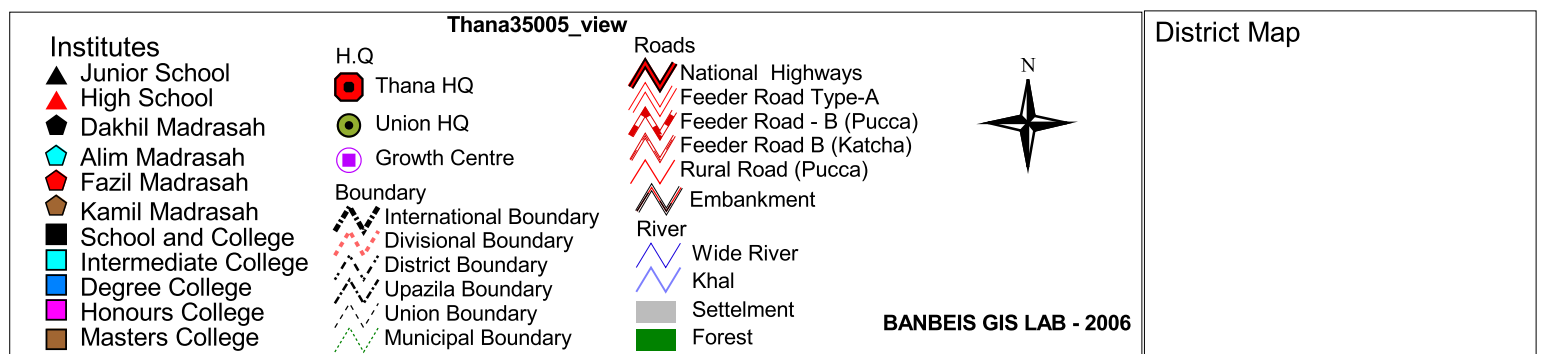 Thana35005_view
Institutes
Junior School
High School
Dakhil Madrasah
Alim Madrasah
Fazil Madrasah
Kamil Madrasah
School and College
Intermediate College
Degree College
Honours College
Masters College
H.Q
Thana HQ
Union HQ
Growth Centre
Boundary
International Boundary
Divisional Boundary
District Boundary
Upazila Boundary
Union Boundary
Municipal Boundary
Roads
National Highways
Feeder Road Type-A
Feeder Road - B (Pucca)
Feeder Road B (Katcha)
Rural Road (Pucca)
Embankment
River
Wide River
Khal
Settelment
Forest
N
BANBEIS GIS LAB - 2006
District Map